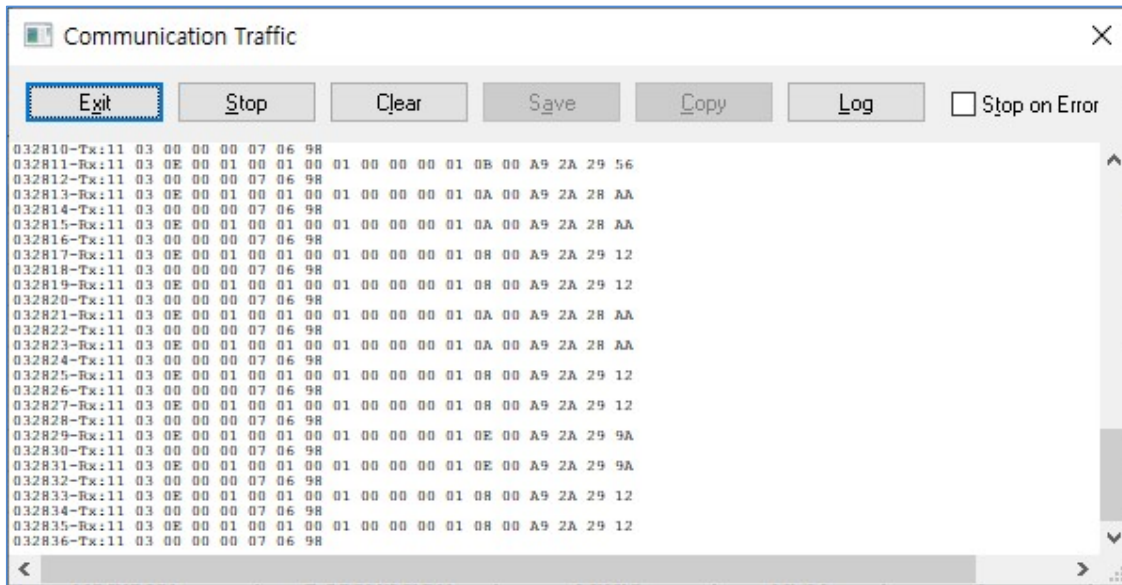 Communication Traffic
Exit Stop Clear Save Copy Log Stop on Error
032810-Tx:11 03 00 00 00 07 06 98
032811-Rx:11 03 0E 00 01 00 01 00 01 00 00 00 01 0B 00 A9 2A 29 56
032812-Tx:11 03 00 00 00 07 06 98
032813-Rx:11 03 0E 00 01 00 01 00 01 00 00 00 01 0A 00 A9 2A 28 AA
032814-Tx:11 03 00 00 00 07 06 98
032815-Rx:11 03 0E 00 01 00 01 00 01 00 00 00 01 0A 00 A9 2A 28 AA
032816-Tx:11 03 00 00 00 07 06 98
032817-Rx:11 03 0E 00 01 00 01 00 01 00 00 00 01 08 00 A9 2A 29 12
032818-Tx:11 03 00 00 00 07 06 98
032819-Rx:11 03 0E 00 01 00 01 00 01 00 00 00 01 08 00 A9 2A 29 12
032820-Tx:11 03 00 00 00 07 06 98
032821-Rx:11 03 0E 00 01 00 01 00 01 00 00 00 01 0A 00 A9 2A 28 AA
032822-Tx:11 03 00 00 00 07 06 98
032823-Rx:11 03 0E 00 01 00 01 00 01 00 00 00 01 0A 00 A9 2A 28 AA
032824-Tx:11 03 00 00 00 07 06 98
032825-Rx:11 03 0E 00 01 00 01 00 01 00 00 00 01 08 00 A9 2A 29 12
032826-Tx:11 03 00 00 00 07 06 98
032827-Rx:11 03 0E 00 01 00 01 00 01 00 00 00 01 08 00 A9 2A 29 12
032828-Tx:11 03 00 00 00 07 06 98
032829-Rx:11 03 0E 00 01 00 01 00 01 00 00 00 01 0E 00 A9 2A 29 9A
032830-Tx:11 03 00 00 00 07 06 98
032831-Rx:11 03 0E 00 01 00 01 00 01 00 00 00 01 0E 00 A9 2A 29 9A
032832-Tx:11 03 00 00 00 07 06 98
032833-Rx:11 03 0E 00 01 00 01 00 01 00 00 00 01 08 00 A9 2A 29 12
032834-Tx:11 03 00 00 00 07 06 98
032835-Rx:11 03 0E 00 01 00 01 00 01 00 00 00 01 08 00 A9 2A 29 12
032836-Tx:11 03 00 00 00 07 06 98